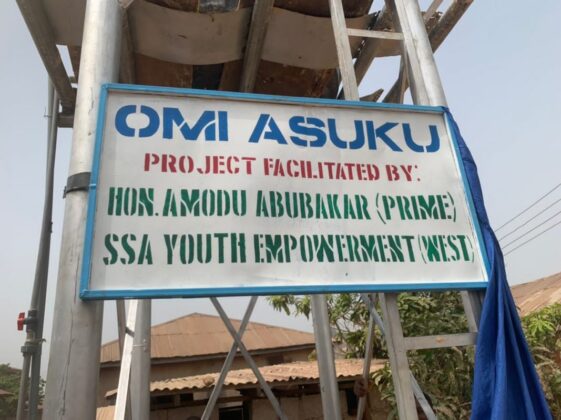 OMI ASUKU
PROJECT FACILITATED BY:
HON. AMODU ABUBAKAR (PRIME)
SSA YOUTH EMPOWERMENT (WEST)